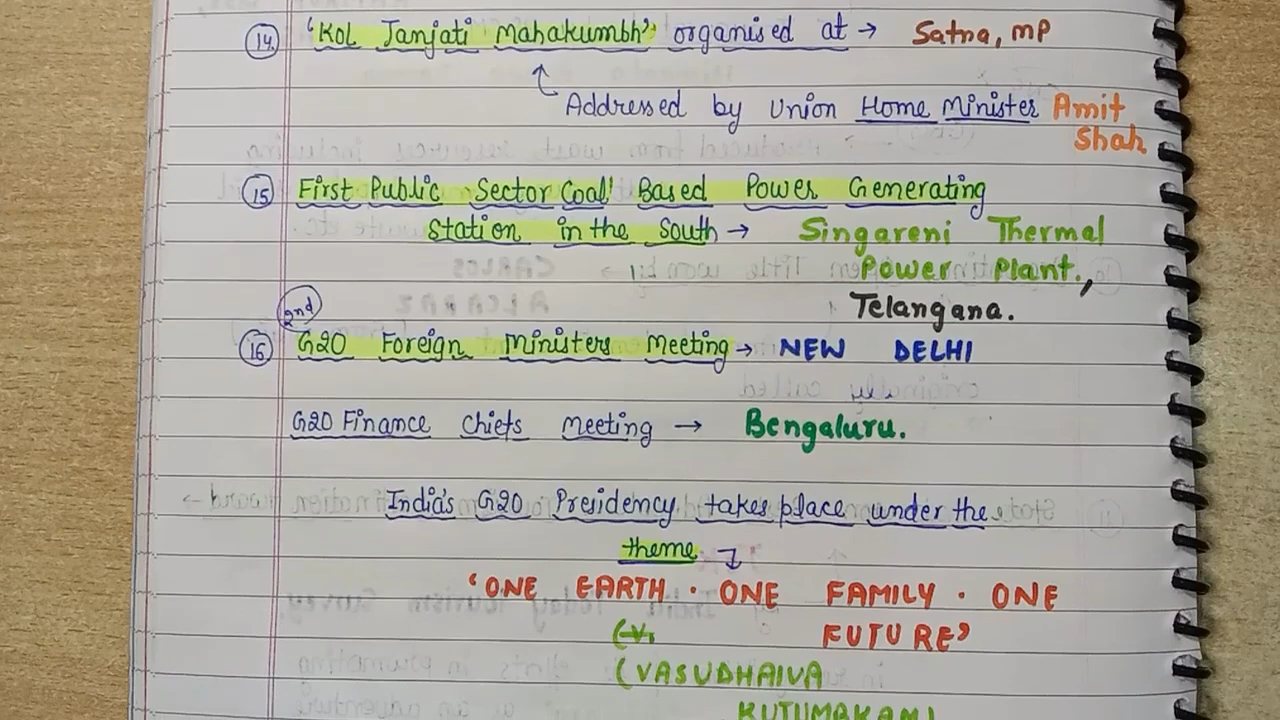 14. 'Kol Janjati Mahakumbh' organised at → Satna, MP
↑ Addressed by Union Home Minister Amit
Shah
15 First Public Sector Coal Based Power Generating
Station in the South → Singareni Thermal
Power Plant.,
Telangana.
2nd
16 G20 Foreign Ministers Meeting → NEW DELHI
G20 Finance Chiefs Meeting → Bengaluru.
India's G20 Presidency takes place under the
theme ↴
'ONE EARTH · ONE FAMILY · ONE
FUTURE'
(VASUDHAIVA
KUTUMAKAM)